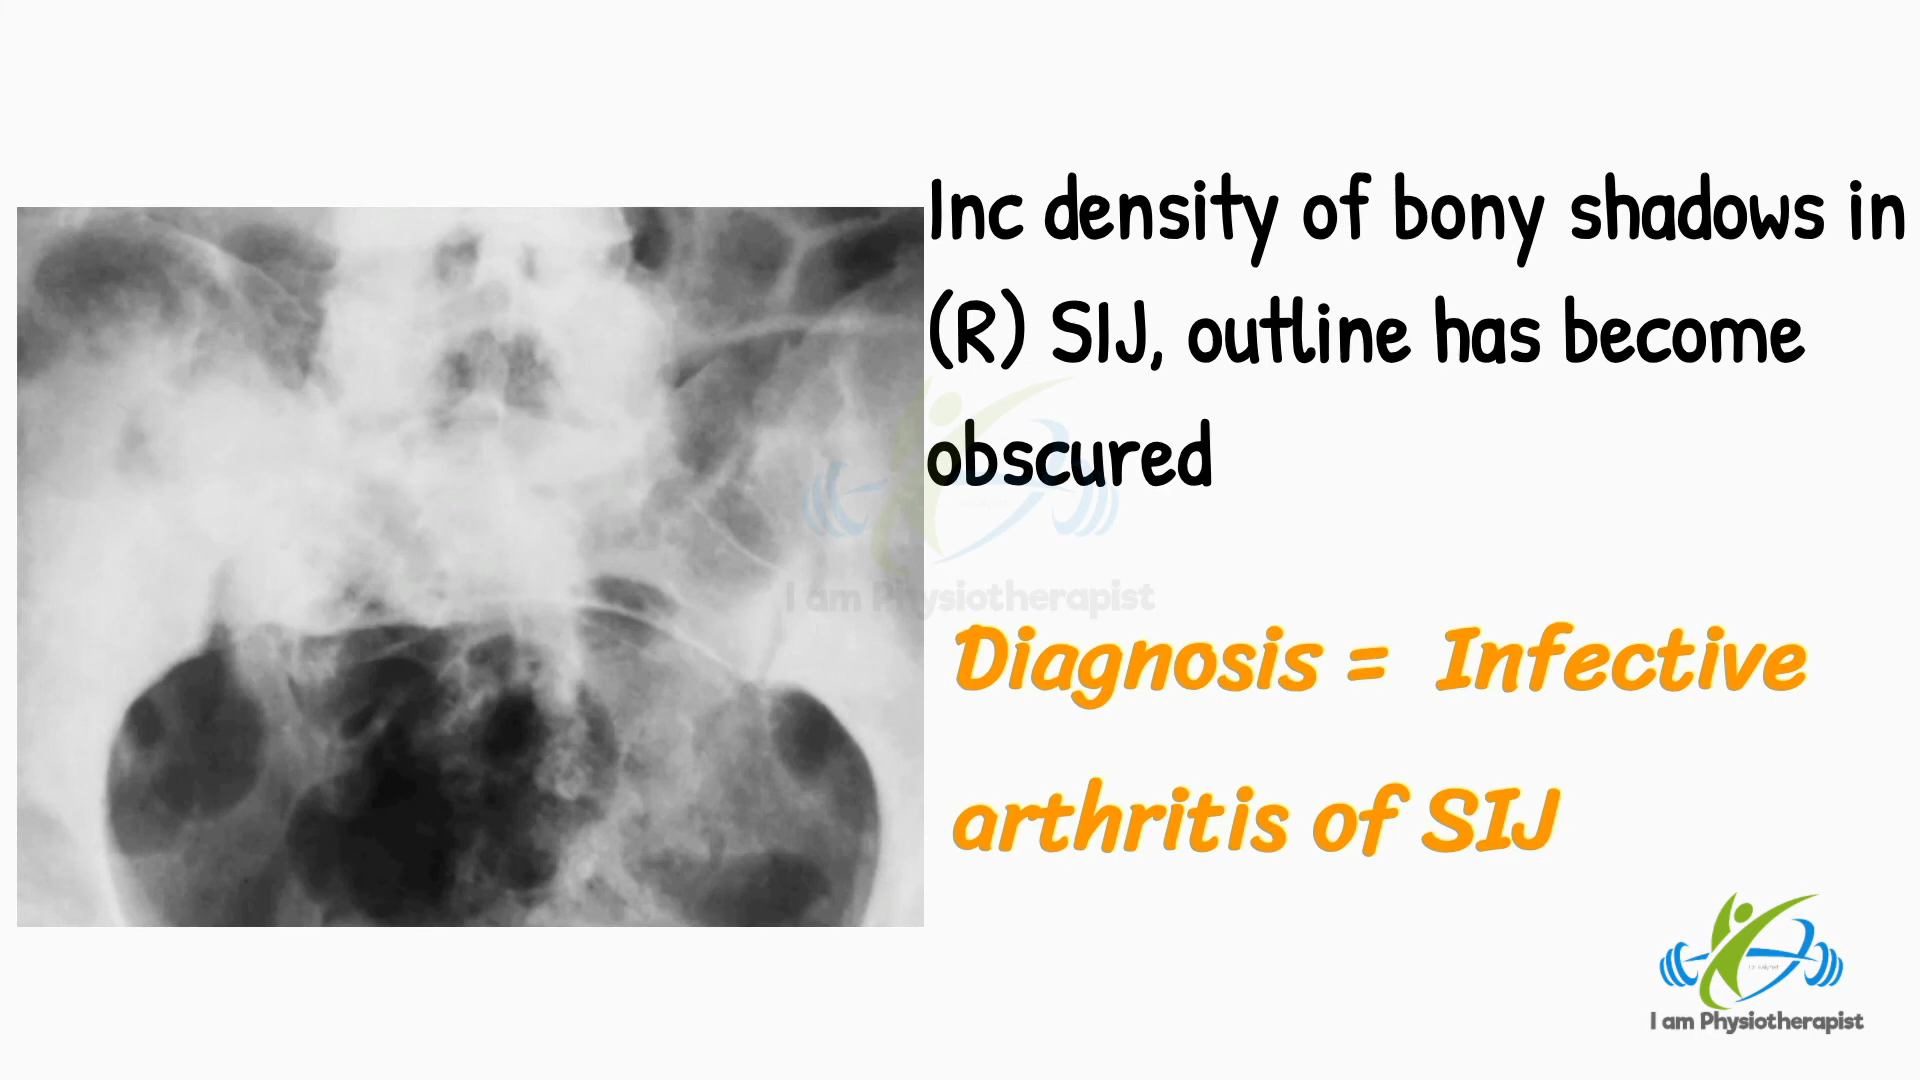 Inc density of bony shadows in
(R) SIJ, outline has become
obscured
I am Physiotherapist
Diagnosis = Infective
arthritis of SIJ
I am Physiotherapist